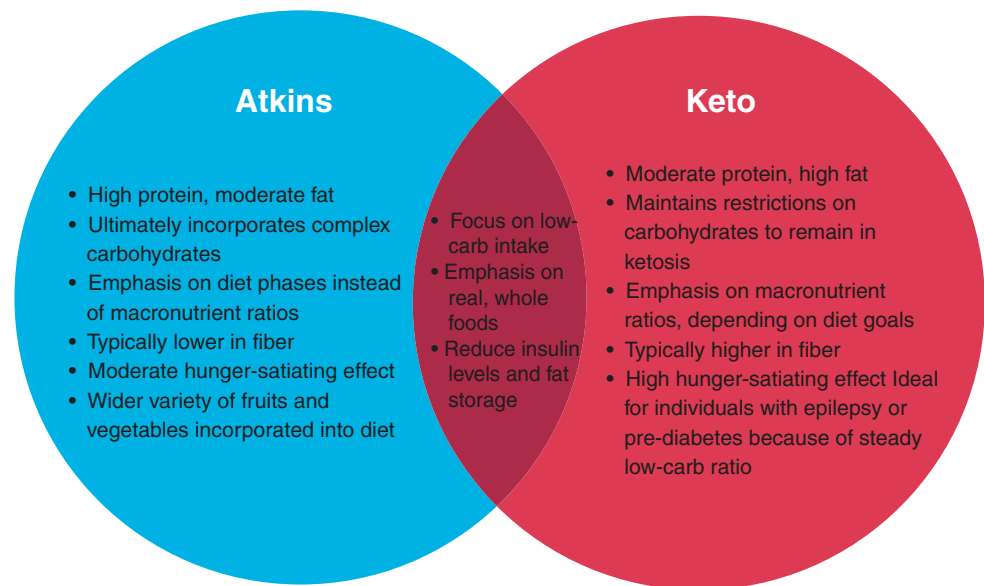 Atkins
• High protein, moderate fat
• Ultimately incorporates complex
carbohydrates
• Emphasis on diet phases instead
of macronutrient ratios
• Typically lower in fiber
• Moderate hunger-satiating effect
• Wider variety of fruits and
vegetables incorporated into diet
• Focus on low-
carb intake
• Emphasis on
real, whole
foods
• Reduce insulin
levels and fat
storage
Keto
• Moderate protein, high fat
• Maintains restrictions on
carbohydrates to remain in
ketosis
• Emphasis on macronutrient
ratios, depending on diet goals
• Typically higher in fiber
• High hunger-satiating effect Ideal
for individuals with epilepsy or
pre-diabetes because of steady
low-carb ratio